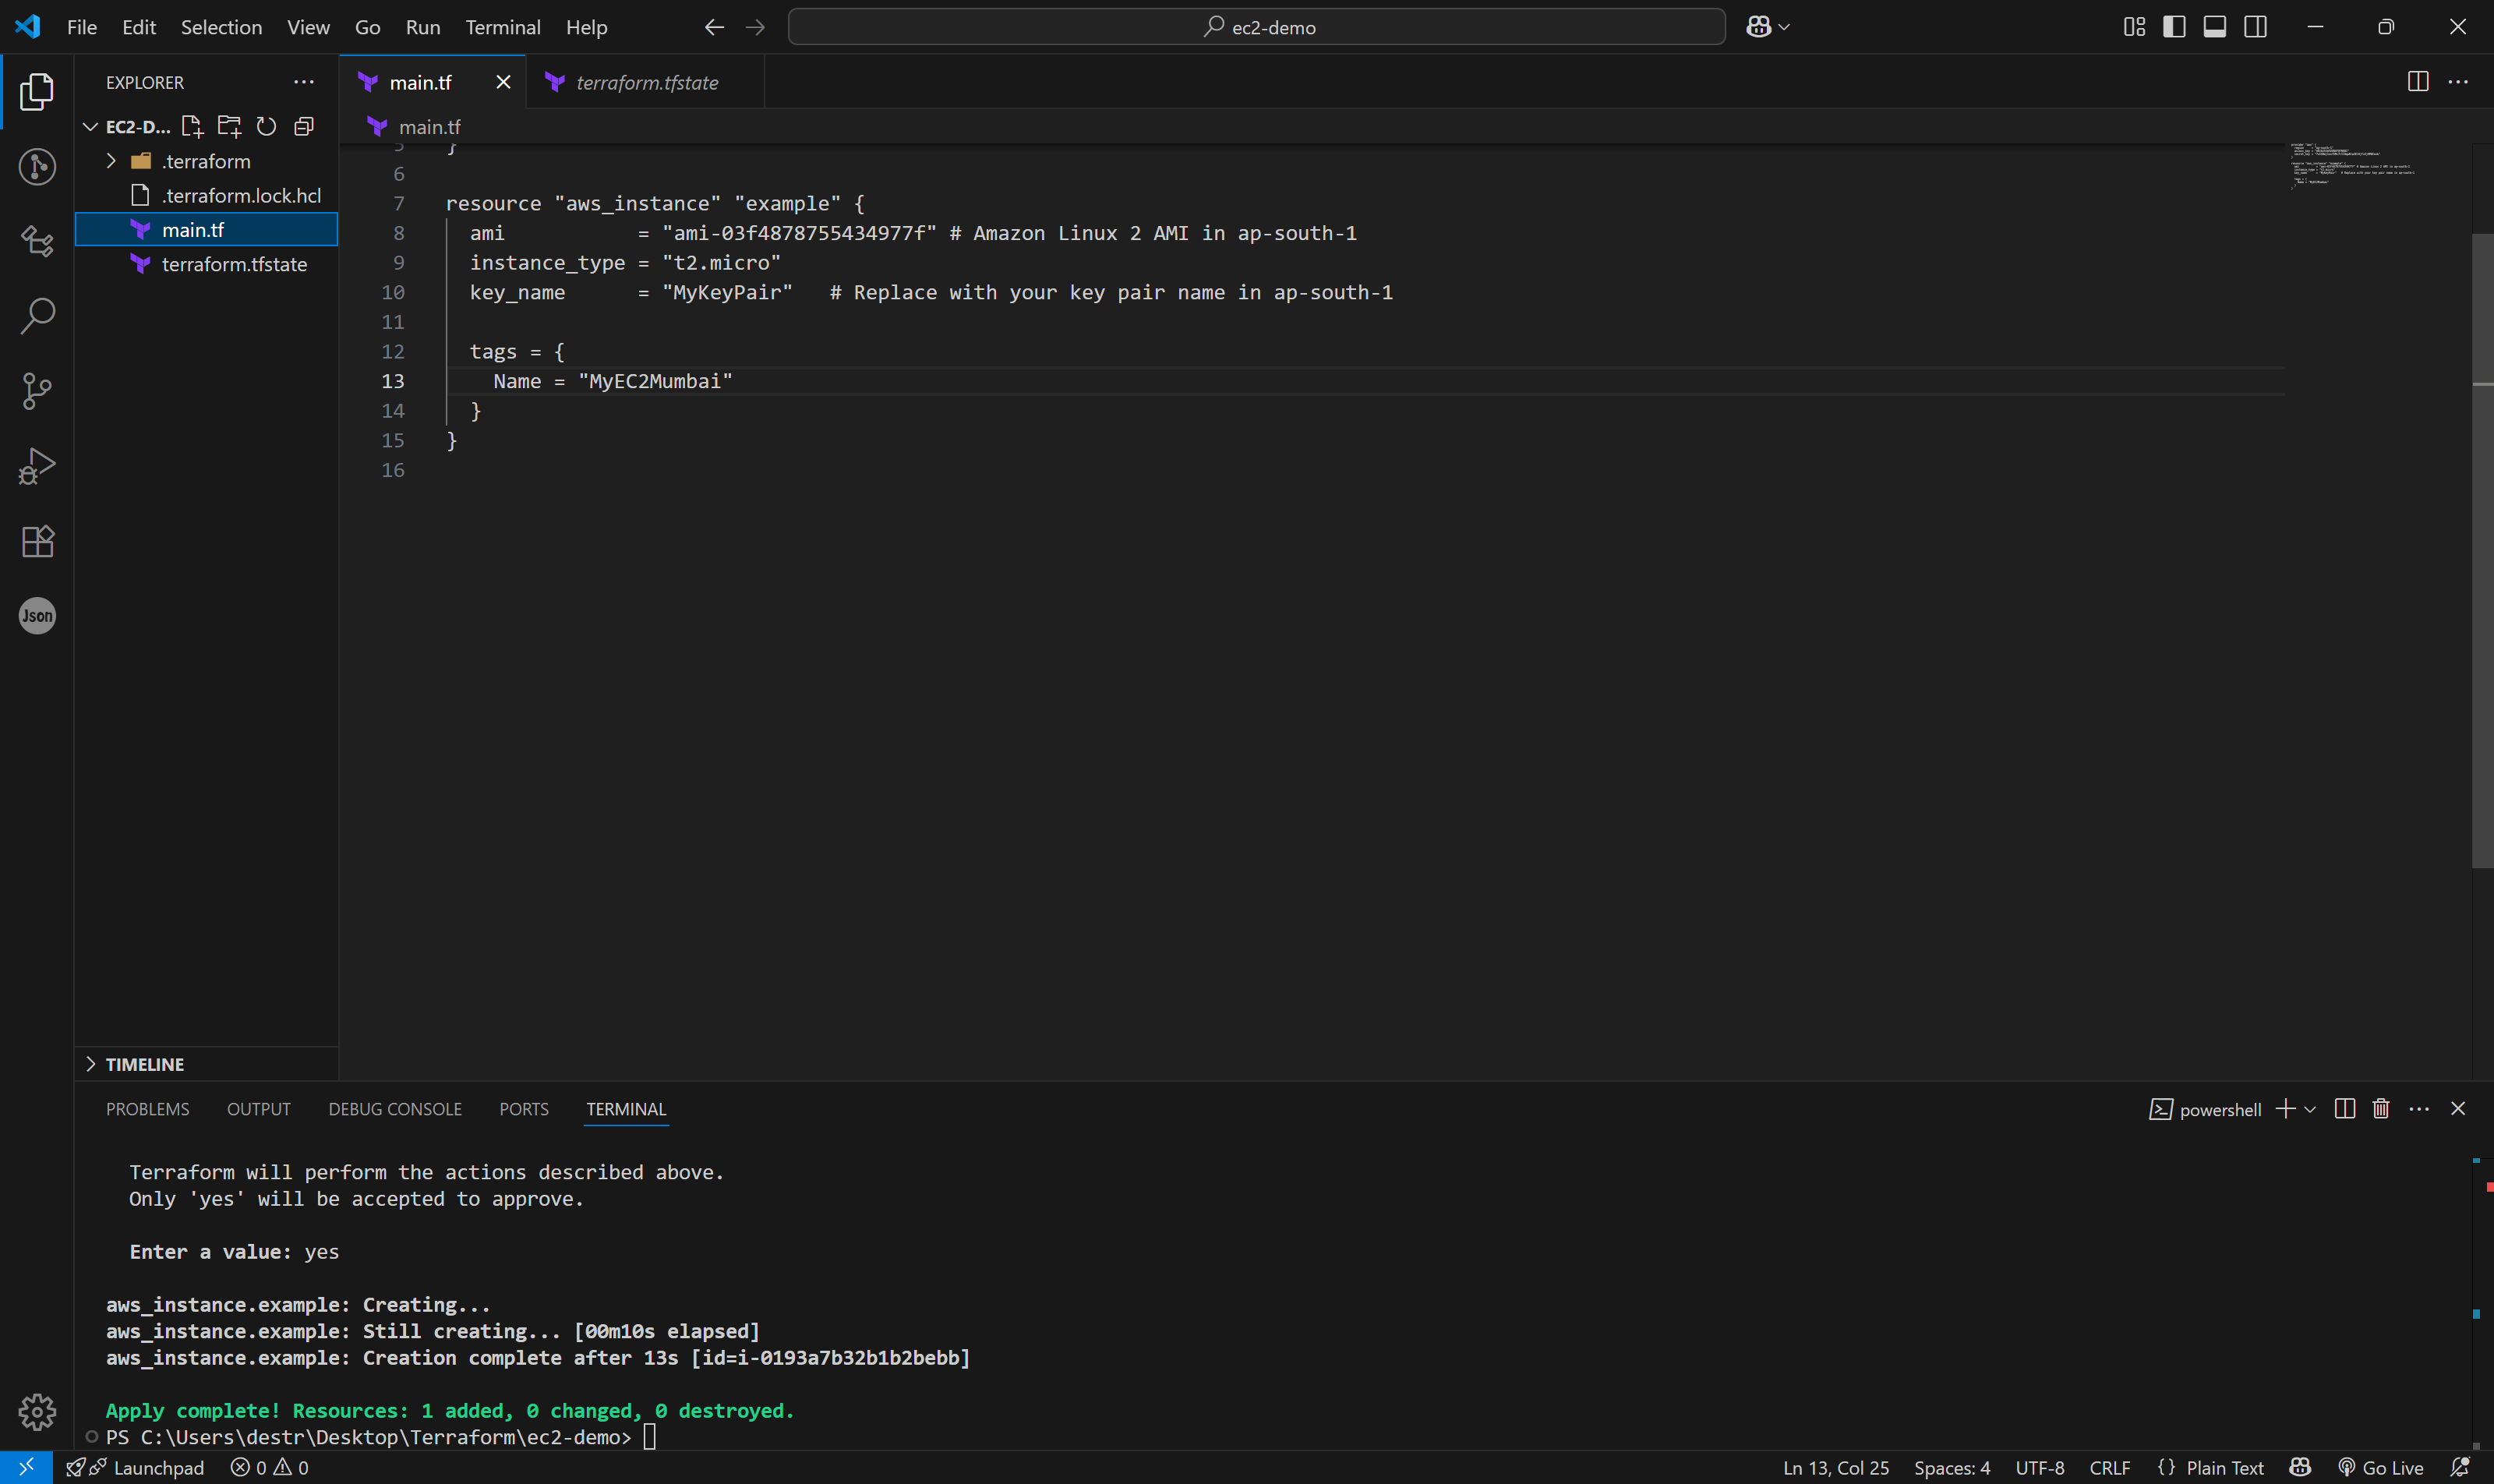 File Edit Selection View Go Run Terminal Help
ec2-demo
EXPLORER
main.tf
terraform.tfstate
EC2-D...
main.tf
.terraform
.terraform.lock.hcl
main.tf
terraform.tfstate
Json
TIMELINE
5 }
6
7 resource "aws_instance" "example" {
8 ami = "ami-03f4878755434977f" # Amazon Linux 2 AMI in ap-south-1
9 instance_type = "t2.micro"
10 key_name = "MyKeyPair" # Replace with your key pair name in ap-south-1
11
12 tags = {
13 Name = "MyEC2Mumbai"
14 }
15 }
16
PROBLEMS OUTPUT DEBUG CONSOLE PORTS TERMINAL
powershell
Terraform will perform the actions described above.
Only 'yes' will be accepted to approve.
Enter a value: yes
aws_instance.example: Creating...
aws_instance.example: Still creating... [00m10s elapsed]
aws_instance.example: Creation complete after 13s [id=i-0193a7b32b1b2bebb]
Apply complete! Resources: 1 added, 0 changed, 0 destroyed.
PS C:\Users\destr\Desktop\Terraform\ec2-demo>
Launchpad 0 0
Ln 13, Col 25 Spaces: 4 UTF-8 CRLF {} Plain Text Go Live